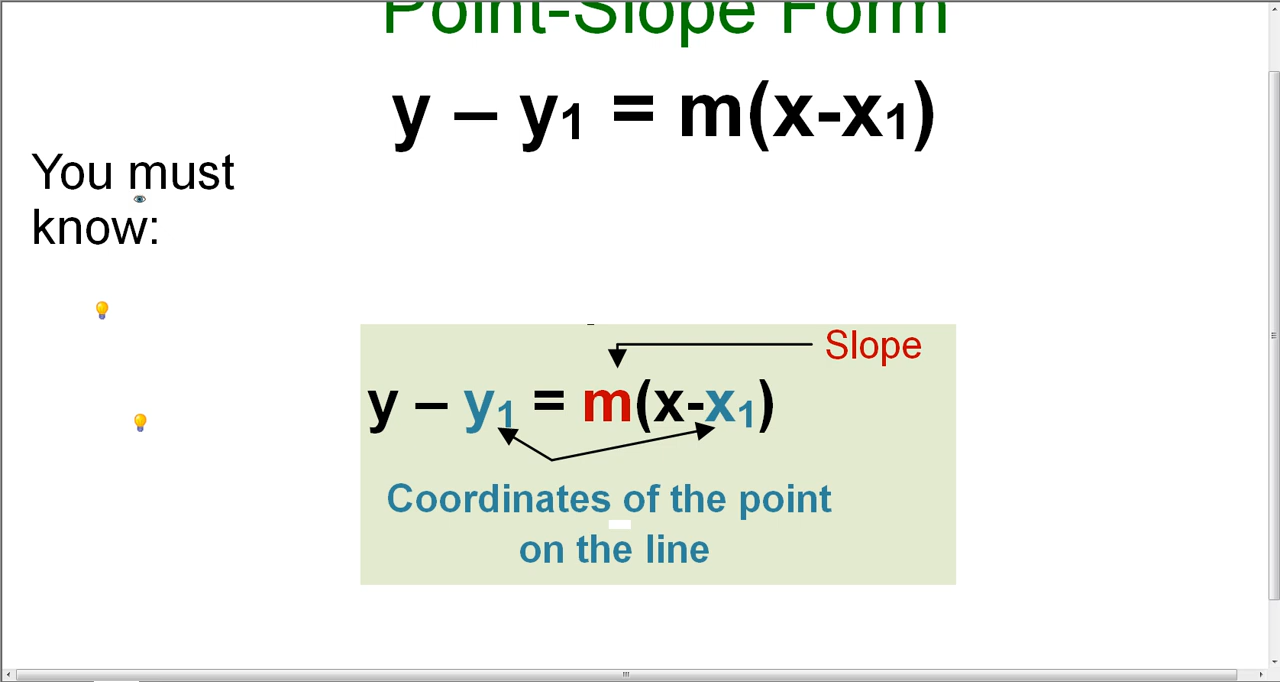 Point-Slope Form
y – y₁ = m(x-x₁)
You must
know:
Slope
y – y₁ = m(x-x₁)
Coordinates of the point
on the line